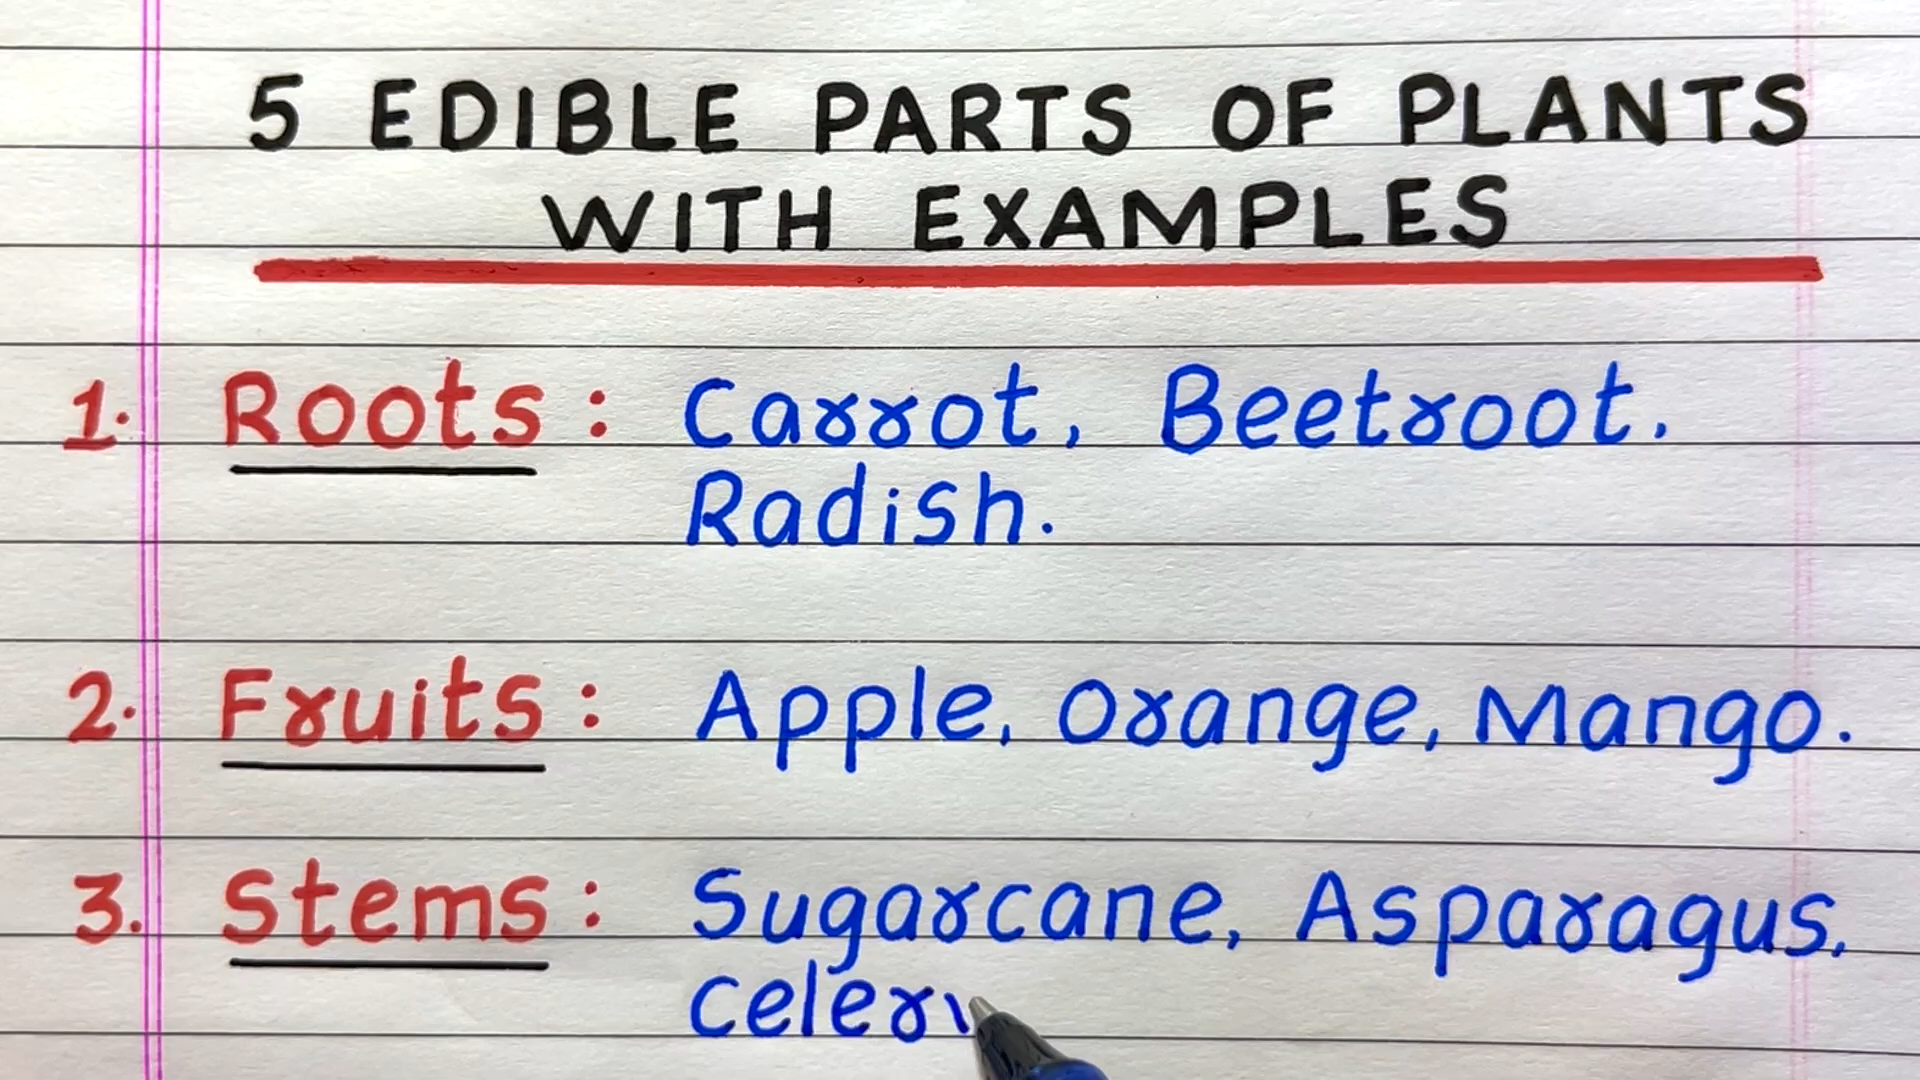 5 EDIBLE PARTS OF PLANTS
WITH EXAMPLES
1. Roots : Carrot, Beetroot,
Radish.
2. Fruits : Apple, Orange, Mango.
3. Stems : Sugarcane, Asparagus,